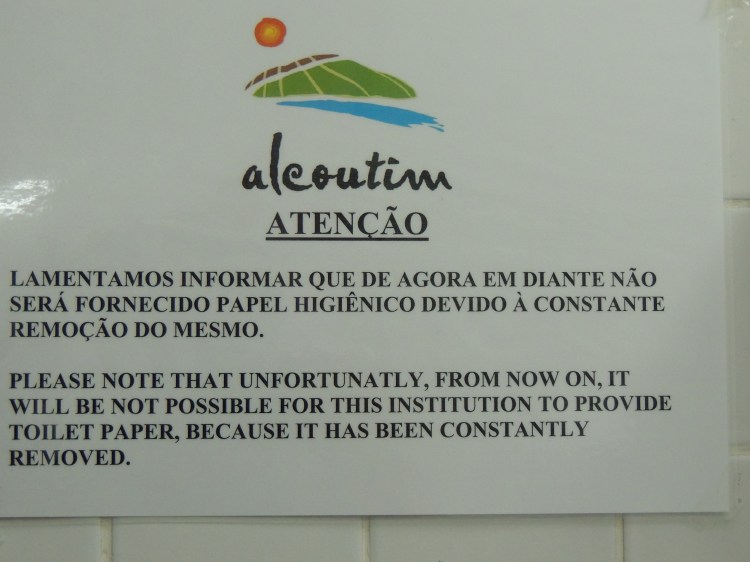 alcoutim
ATENÇÃO
LAMENTAMOS INFORMAR QUE DE AGORA EM DIANTE NÃO
SERÁ FORNECIDO PAPEL HIGIÊNICO DEVIDO À CONSTANTE
REMOÇÃO DO MESMO.
PLEASE NOTE THAT UNFORTUNATLY, FROM NOW ON, IT
WILL BE NOT POSSIBLE FOR THIS INSTITUTION TO PROVIDE
TOILET PAPER, BECAUSE IT HAS BEEN CONSTANTLY
REMOVED.